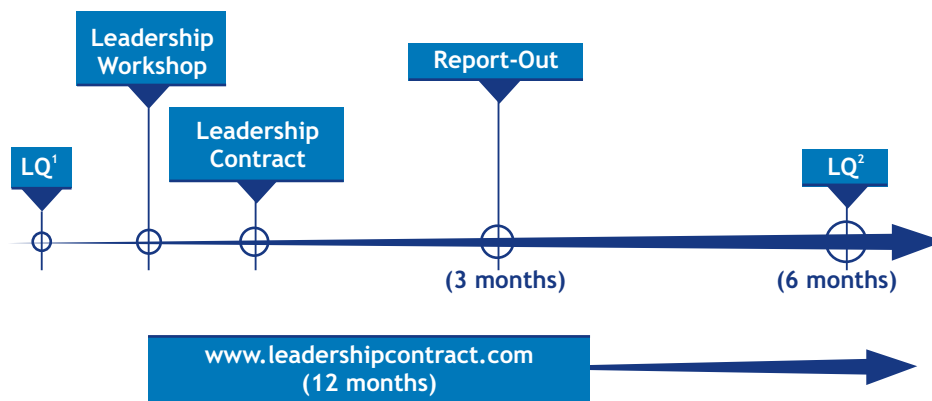 Leadership
Workshop
Report-Out
Leadership
Contract
LQ¹
LQ²
(3 months)
(6 months)
www.leadershipcontract.com
(12 months)